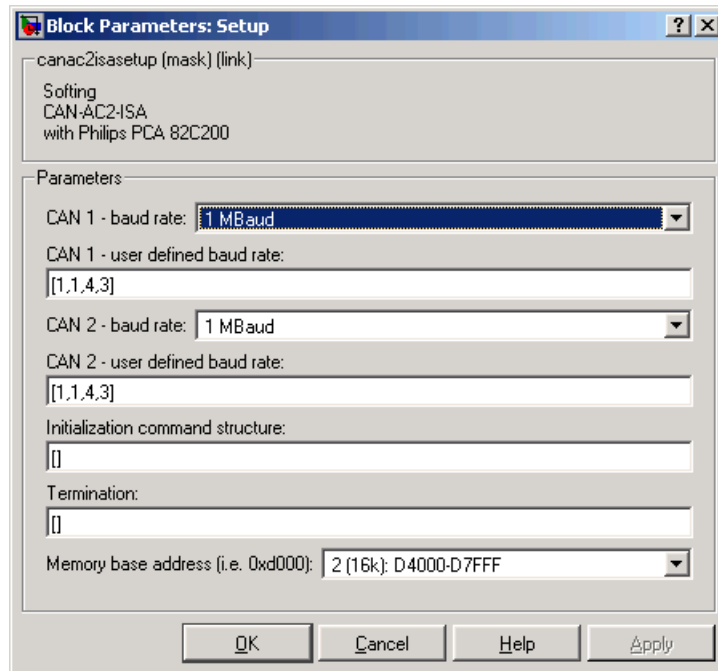 Block Parameters: Setup
canac2isasetup (mask) (link)
Softing
CAN-AC2-ISA
with Philips PCA 82C200
Parameters
CAN 1 - baud rate: 1 MBaud
CAN 1 - user defined baud rate:
[1,1,4,3]
CAN 2 - baud rate: 1 MBaud
CAN 2 - user defined baud rate:
[1,1,4,3]
Initialization command structure:
[]
Termination:
[]
Memory base address (i.e. 0xd000): 2 (16k): D4000-D7FFF
OK Cancel Help Apply